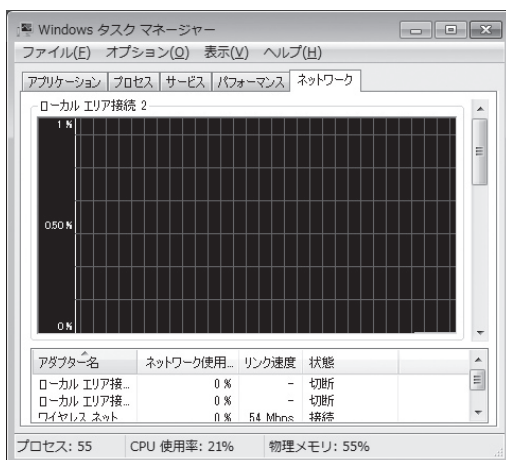 Windows タスク マネージャー
ファイル(F) オプション(O) 表示(V) ヘルプ(H)
アプリケーション プロセス サービス パフォーマンス ネットワーク
ローカル エリア接続 2
1 %
0.50 %
0 %
アダプター名 ネットワーク使用... リンク速度 状態
ローカル エリア接... 0 % - 切断
ローカル エリア接... 0 % - 切断
ワイヤレス ネット 0 % 54 Mbps 接続
プロセス: 55 CPU 使用率: 21% 物理メモリ: 55%